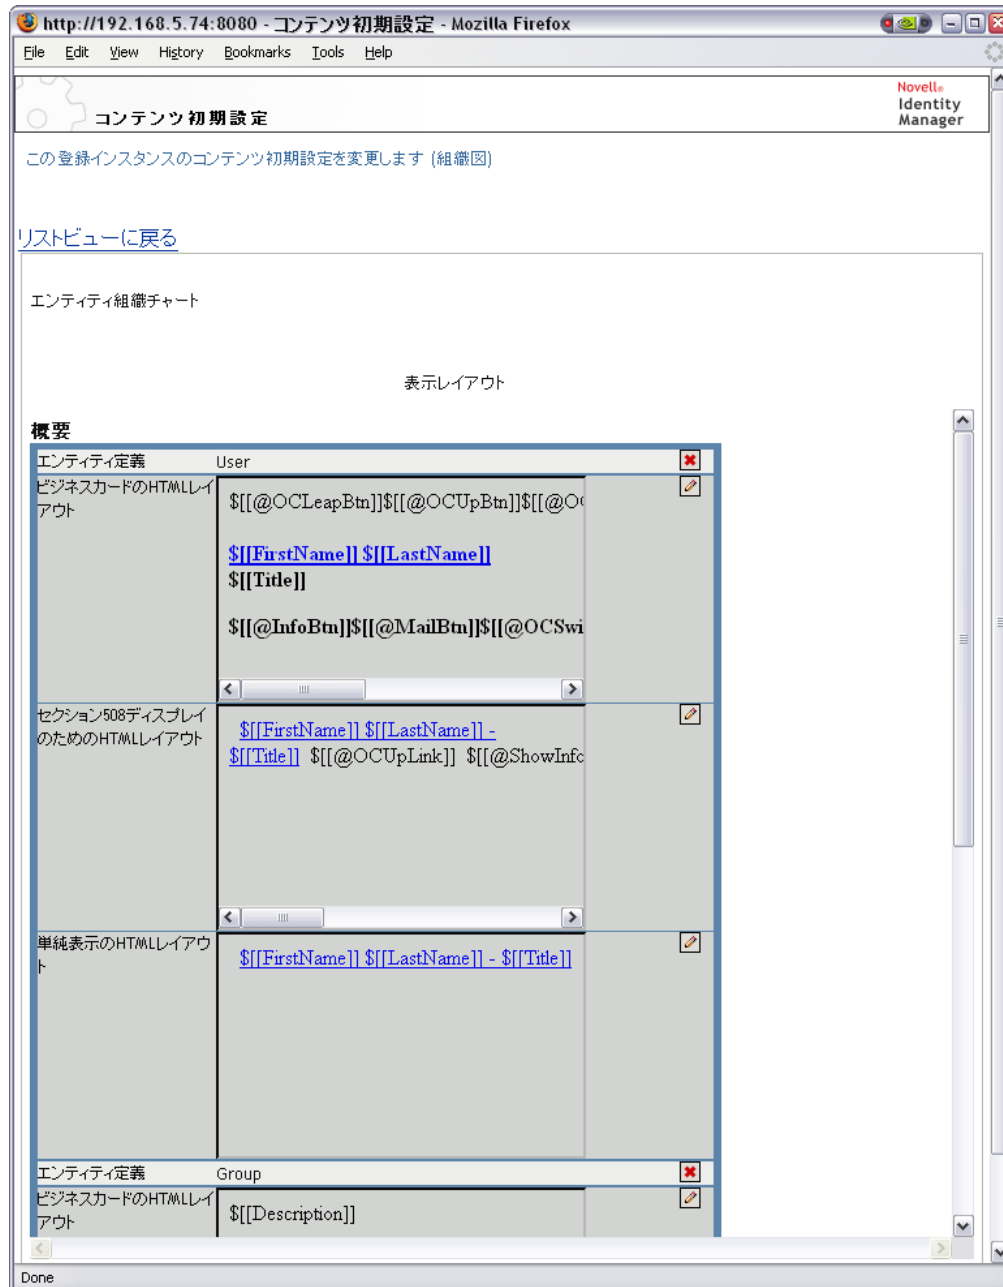 http://192.168.5.74:8080 - コンテンツ初期設定 - Mozilla Firefox
File Edit View History Bookmarks Tools Help
Novell®
Identity
Manager
コンテンツ初期設定
この登録インスタンスのコンテンツ初期設定を変更します (組織図)
リストビューに戻る
エンティティ組織チャート
表示レイアウト
概要
エンティティ定義 User
ビジネスカードのHTMLレイ
アウト
$[[@OCLeapBtn]]$[[@OCUpBtn]]$[[@O
$[[FirstName]] $[[LastName]]
$[[Title]]
$[[@InfoBtn]]$[[@MailBtn]]$[[@OCSwi
セクション508ディスプレイ
のためのHTMLレイアウト
$[[FirstName]] $[[LastName]] -
$[[Title]] $[[@OCUpLink]] $[[@ShowInfo
単純表示のHTMLレイアウ
ト
$[[FirstName]] $[[LastName]] - $[[Title]]
エンティティ定義 Group
ビジネスカードのHTMLレイ
アウト
$[[Description]]
Done